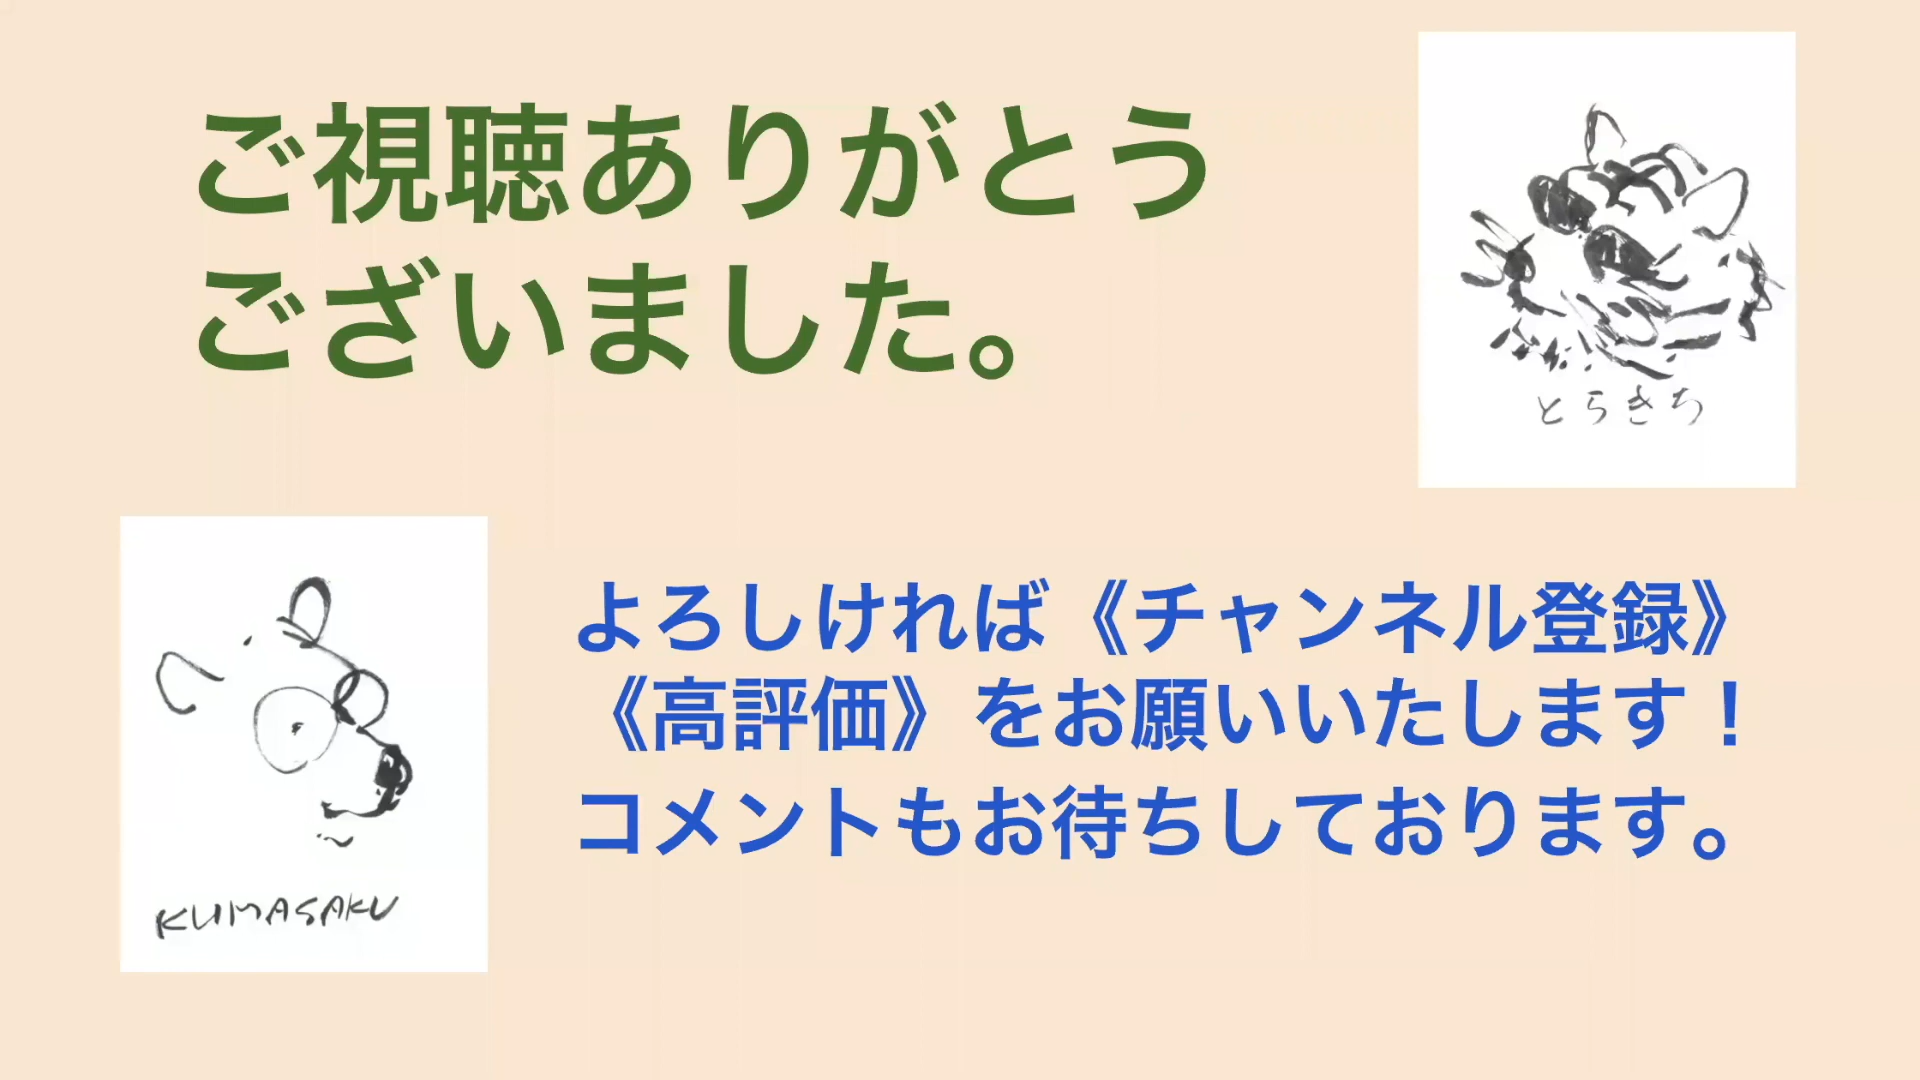 ご視聴ありがとう
ございました。
とらきち
よろしければ《チャンネル登録》
《高評価》をお願いいたします！
コメントもお待ちしております。
KUMASAKU